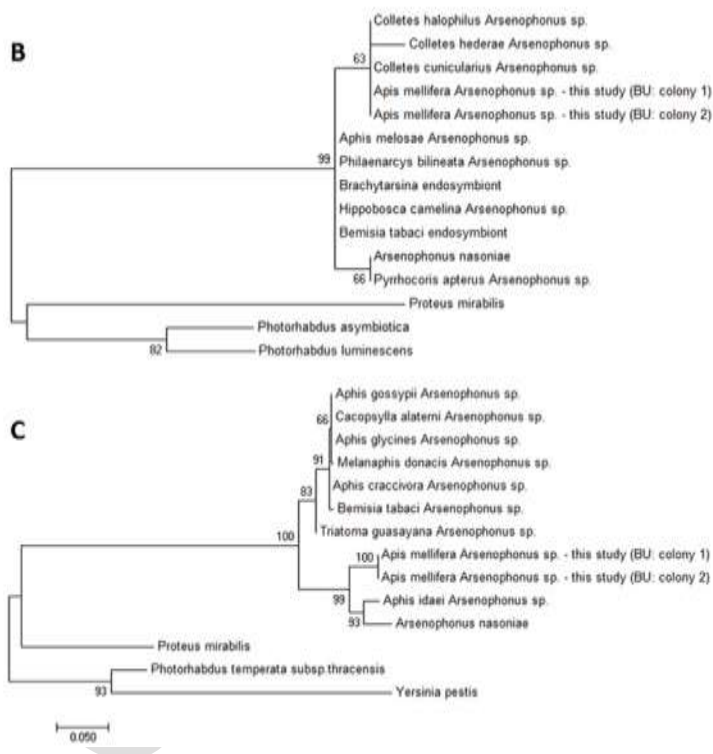 B
Colletes halophilus Arsenophonus sp.
Colletes hederae Arsenophonus sp.
63
Colletes cunicularius Arsenophonus sp.
Apis mellifera Arsenophonus sp. - this study (BU: colony 1)
Apis mellifera Arsenophonus sp. - this study (BU: colony 2)
Aphis melosae Arsenophonus sp.
99
Philaenarcys bilineata Arsenophonus sp.
Brachytarsina endosymbiont
Hippobosca camelina Arsenophonus sp.
Bemisia tabaci endosymbiont
Arsenophonus nasoniae
66
Pyrrhocoris apterus Arsenophonus sp.
Proteus mirabilis
Photorhabdus asymbiotica
82
Photorhabdus luminescens
C
Aphis gossypii Arsenophonus sp.
66
Cacopsylla alaterni Arsenophonus sp.
Aphis glycines Arsenophonus sp.
91
Melanaphis donacis Arsenophonus sp.
83
Aphis craccivora Arsenophonus sp.
Bemisia tabaci Arsenophonus sp.
Triatoma guasayana Arsenophonus sp.
100
100
Apis mellifera Arsenophonus sp. - this study (BU: colony 1)
Apis mellifera Arsenophonus sp. - this study (BU: colony 2)
99
Aphis idaei Arsenophonus sp.
93
Arsenophonus nasoniae
Proteus mirabilis
Photorhabdus temperata subsp.thracensis
93
Yersinia pestis
0.050